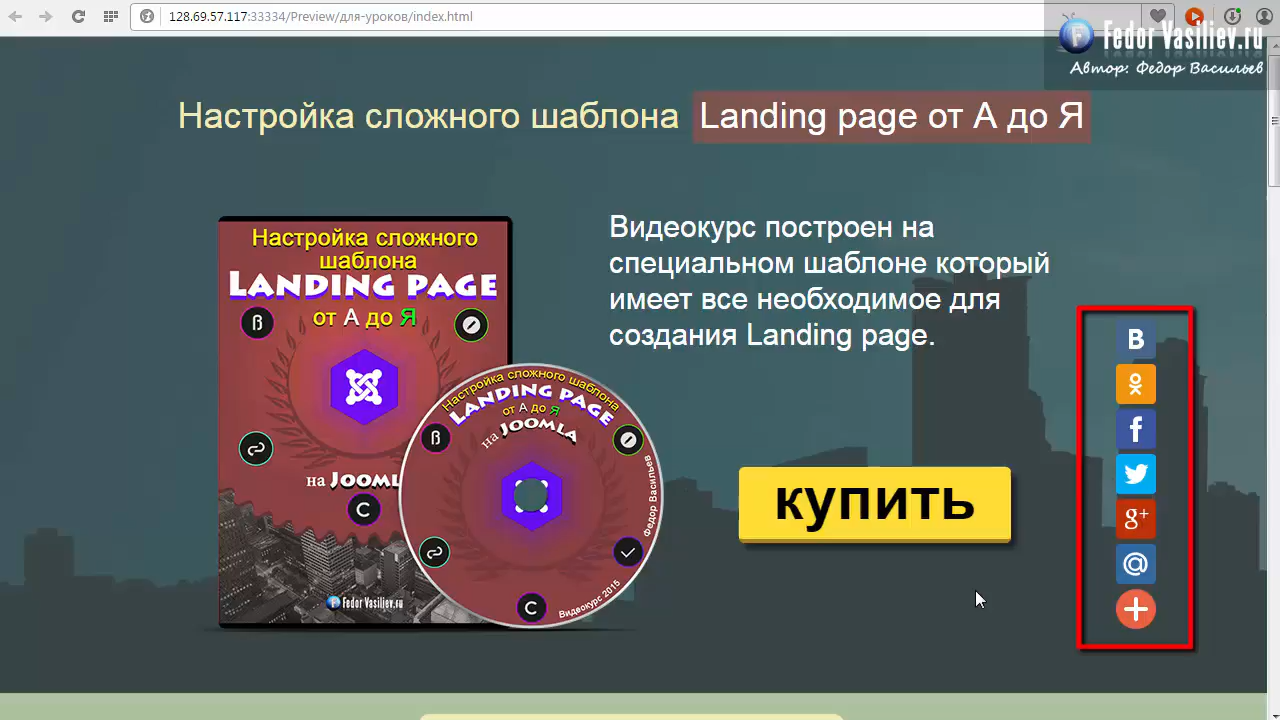 128.69.57.117:33334/Preview/для-уроков/index.html
Fedor Vasiliev.ru
Автор: Федор Васильев
Настройка сложного шаблона Landing page от А до Я
Видеокурс построен на
специальном шаблоне который
имеет все необходимое для
создания Landing page.
Настройка сложного
шаблона
LANDING PAGE
от А до Я
на JOOML
Fedor Vasiliev.ru
Настройка сложного шаблона
LANDING PAGE
от А до Я
на JOOMLA
Федор Васильев
Видеокурс 2015
купить
B
f
g+
@